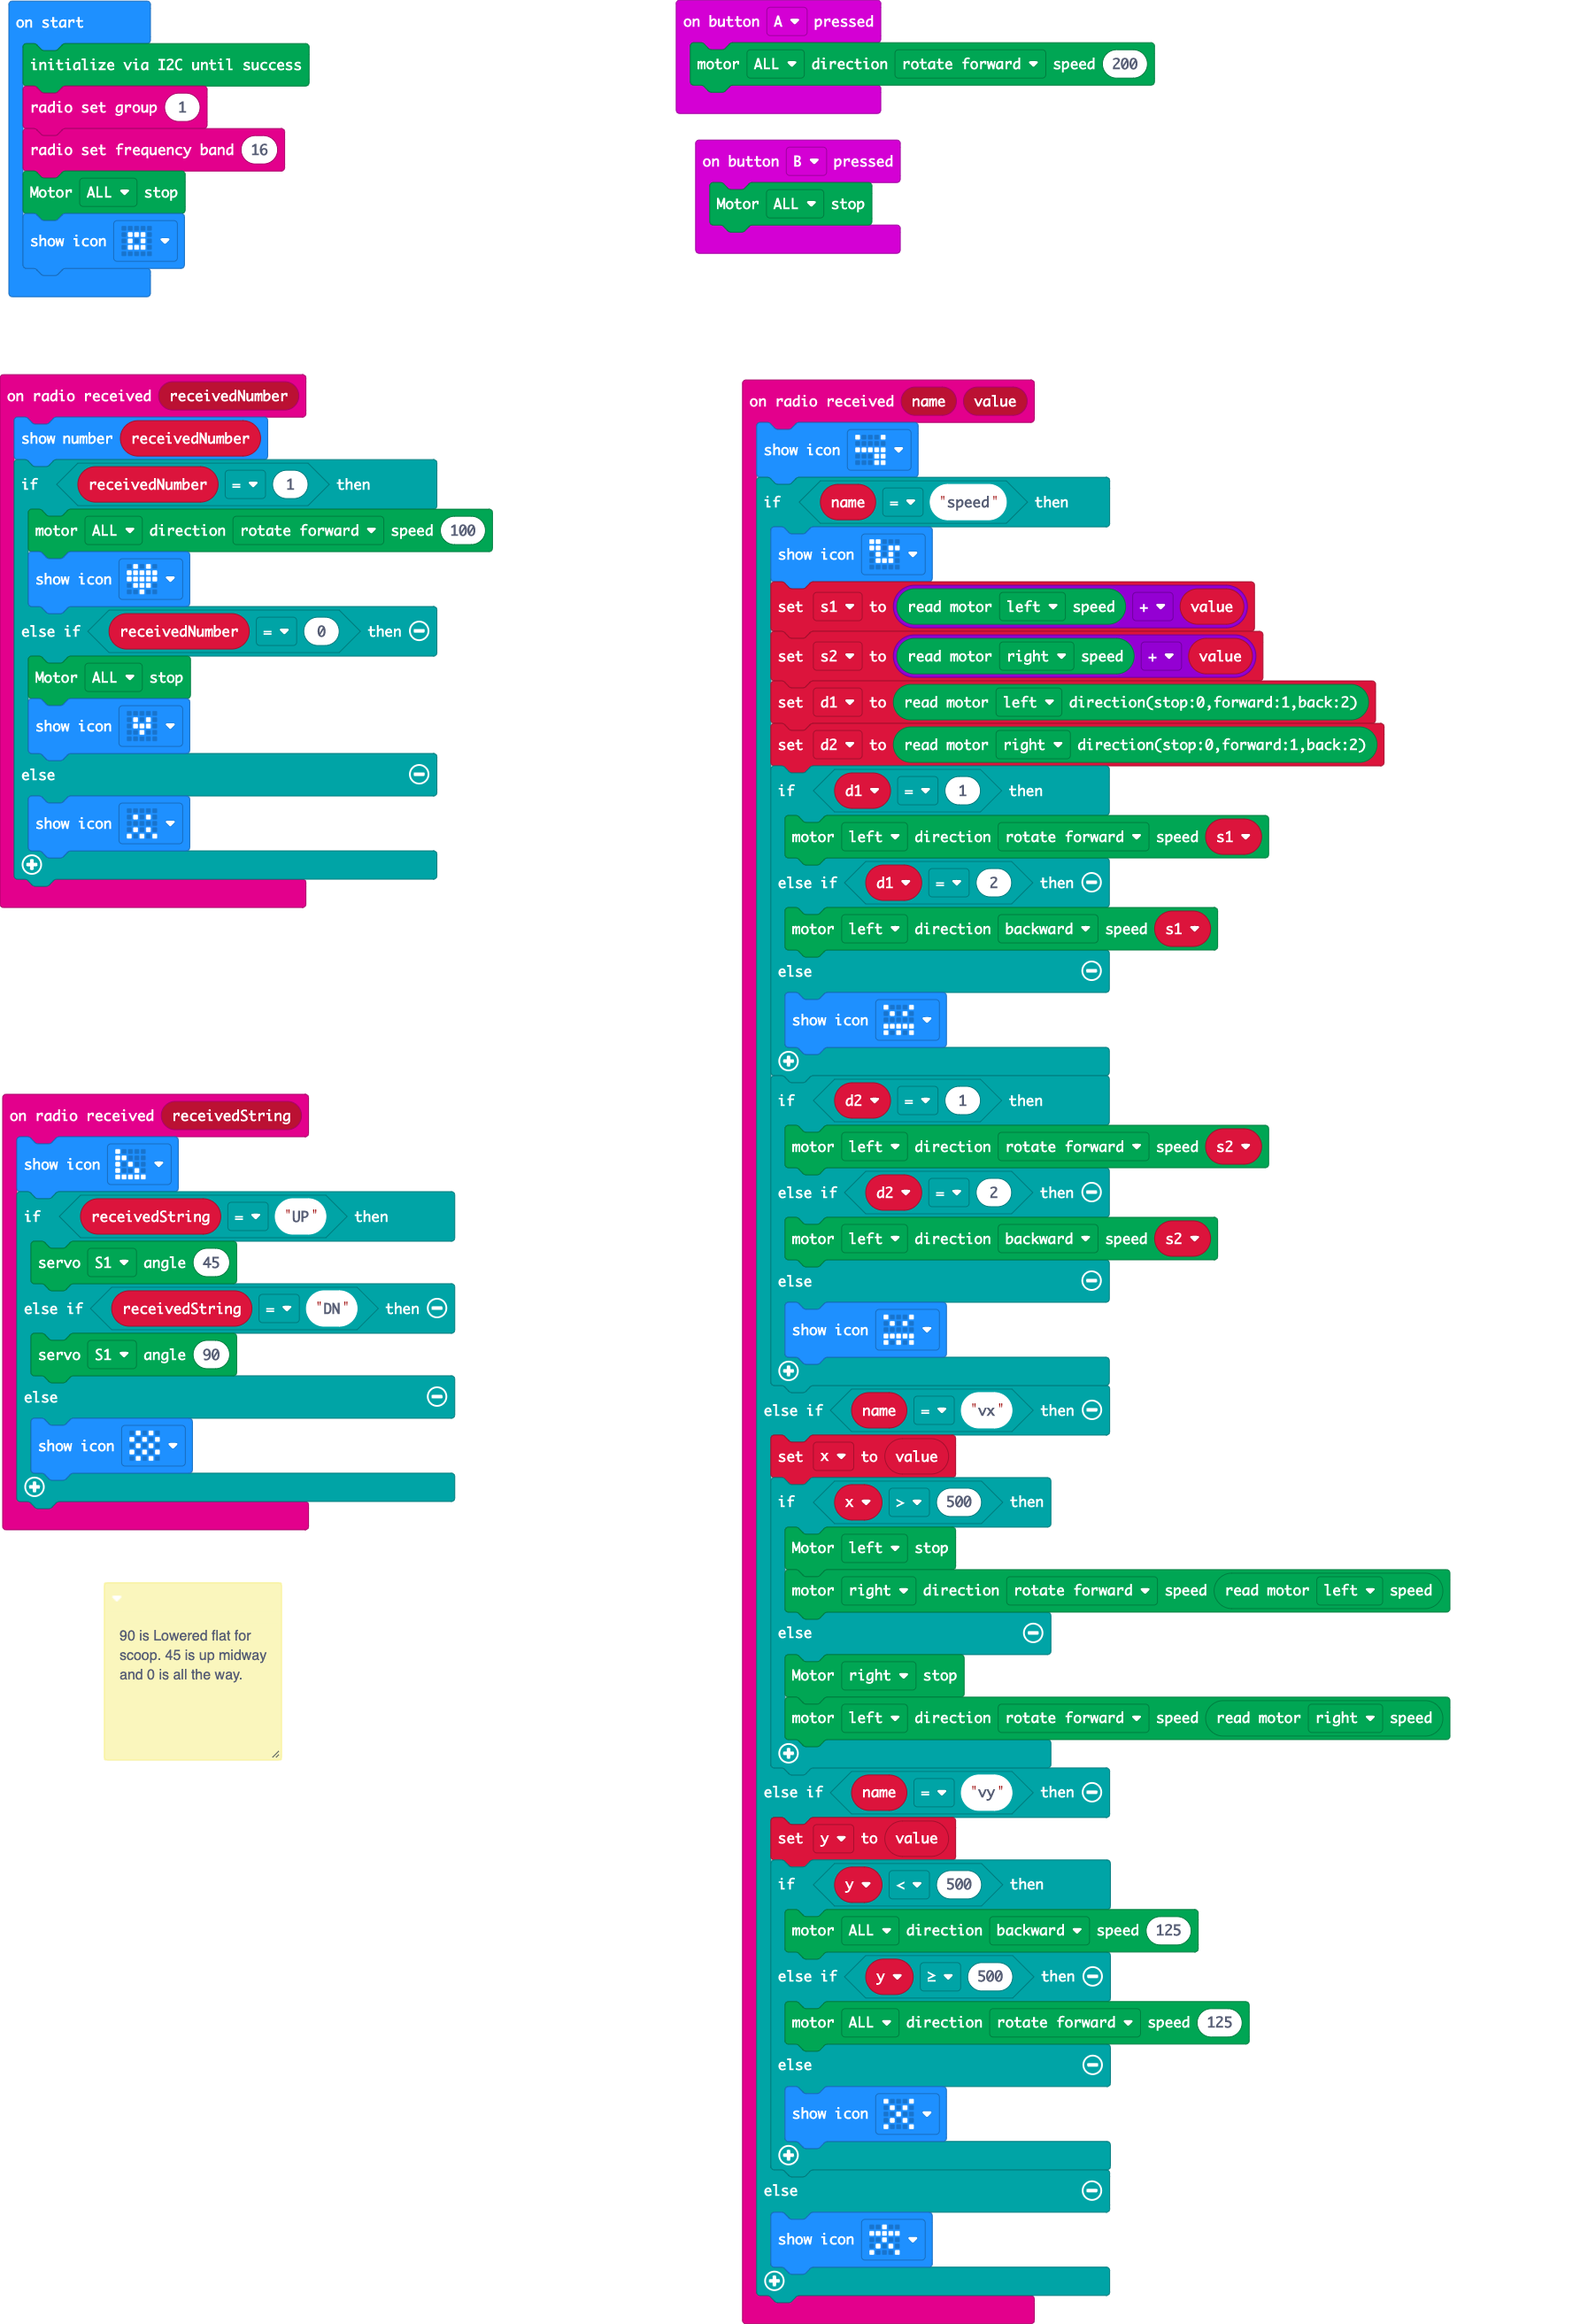 on start
initialize via I2C until success
radio set group 1
radio set frequency band 16
Motor ALL stop
show icon
on button A pressed
motor ALL direction rotate forward speed 200
on button B pressed
Motor ALL stop
on radio received receivedNumber
show number receivedNumber
if receivedNumber = 1 then
motor ALL direction rotate forward speed 100
show icon
else if receivedNumber = 0 then
Motor ALL stop
show icon
else
show icon
on radio received receivedString
show icon
if receivedString = "UP" then
servo S1 angle 45
else if receivedString = "DN" then
servo S1 angle 90
else
show icon
90 is Lowered flat for
scoop. 45 is up midway
and 0 is all the way.
on radio received name value
show icon
if name = "speed" then
show icon
set s1 to read motor left speed + value
set s2 to read motor right speed + value
set d1 to read motor left direction(stop:0,forward:1,back:2)
set d2 to read motor right direction(stop:0,forward:1,back:2)
if d1 = 1 then
motor left direction rotate forward speed s1
else if d1 = 2 then
motor left direction backward speed s1
else
show icon
if d2 = 1 then
motor left direction rotate forward speed s2
else if d2 = 2 then
motor left direction backward speed s2
else
show icon
else if name = "vx" then
set x to value
if x > 500 then
Motor left stop
motor right direction rotate forward speed read motor left speed
else
Motor right stop
motor left direction rotate forward speed read motor right speed
else if name = "vy" then
set y to value
if y < 500 then
motor ALL direction backward speed 125
else if y ≥ 500 then
motor ALL direction rotate forward speed 125
else
show icon
else
show icon